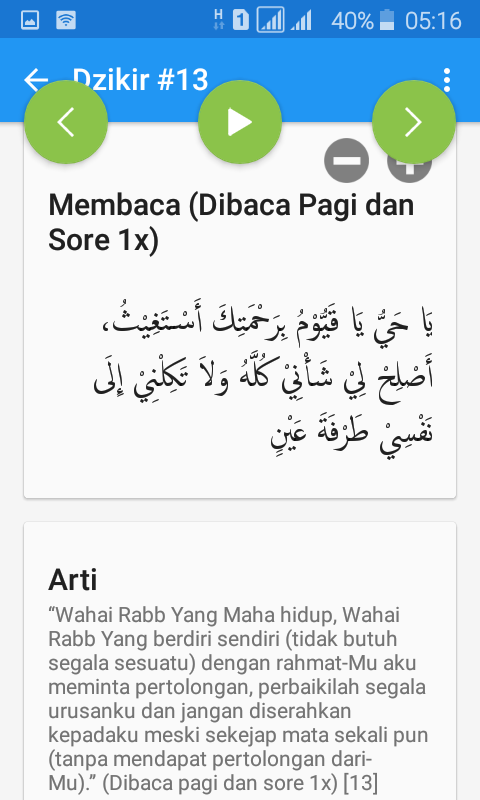 H 1 40% 05:16
Dzikir #13
Membaca (Dibaca Pagi dan
Sore 1x)
يَا حَيُّ يَا قَيُّوْمُ بِرَحْمَتِكَ أَسْتَغِيْثُ،
أَصْلِحْ لِيْ شَأْنِيْ كُلَّهُ وَلاَ تَكِلْنِيْ إِلَى
نَفْسِيْ طَرْفَةَ عَيْنٍ
Arti
“Wahai Rabb Yang Maha hidup, Wahai
Rabb Yang berdiri sendiri (tidak butuh
segala sesuatu) dengan rahmat-Mu aku
meminta pertolongan, perbaikilah segala
urusanku dan jangan diserahkan
kepadaku meski sekejap mata sekali pun
(tanpa mendapat pertolongan dari-
Mu).” (Dibaca pagi dan sore 1x) [13]